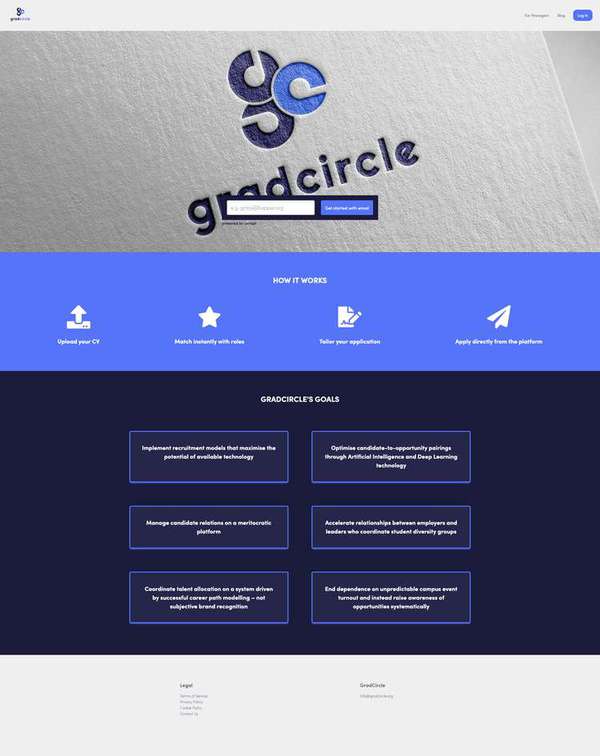 gradcircle
For Managers
Blog
Log in
gc
gradcircle
Get started with email
HOW IT WORKS
Upload your CV
Match instantly with roles
Tailor your application
Apply directly from the platform
GRADCIRCLE'S GOALS
Implement recruitment models that maximise the
potential of available technology
Optimise candidate-to-opportunity pairings
through Artificial Intelligence and Deep Learning
technology
Manage candidate relations on a meritocratic
platform
Accelerate relationships between employers and
leaders who coordinate student diversity groups
Coordinate talent allocation on a system driven
by successful career path modelling – not
subjective brand recognition
End dependence on unpredictable campus event
turnout and instead raise awareness of
opportunities systematically
Legal
Terms of Service
Privacy Policy
Cookie Policy
Contact Us
GradCircle
info@gradcircle.org